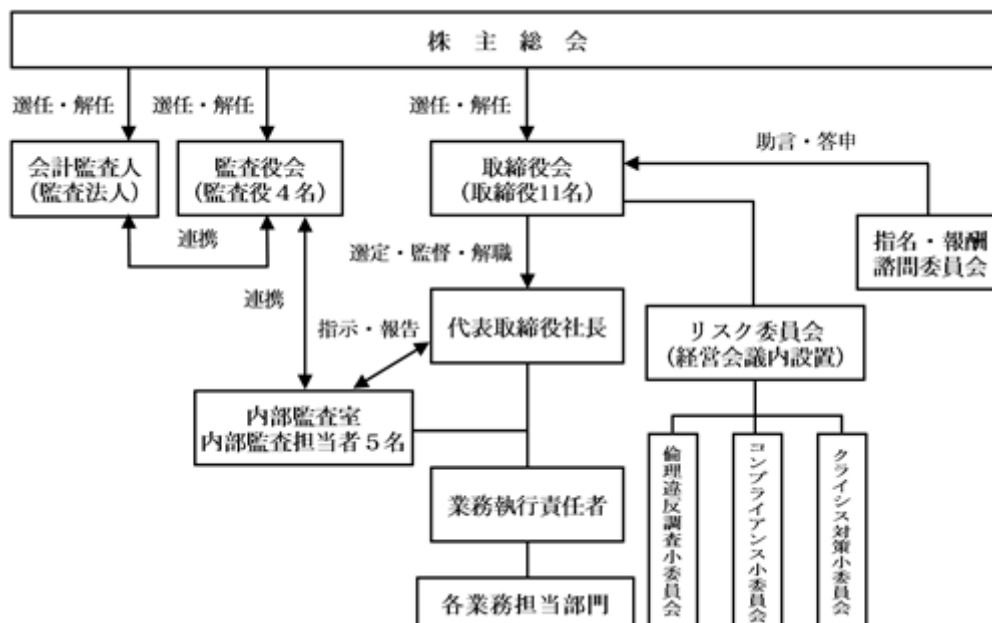 株 主 総 会
選任・解任
選任・解任
選任・解任
会計監査人
(監査法人)
監査役会
(監査役４名)
取締役会
(取締役11名)
助言・答申
指名・報酬
諮問委員会
連携
選定・監督・解職
連携
指示・報告
代表取締役社長
リスク委員会
(経営会議内設置)
内部監査室
内部監査担当者５名
業務執行責任者
各業務担当部門
倫理違反調査小委員会
コンプライアンス小委員会
クライシス対策小委員会